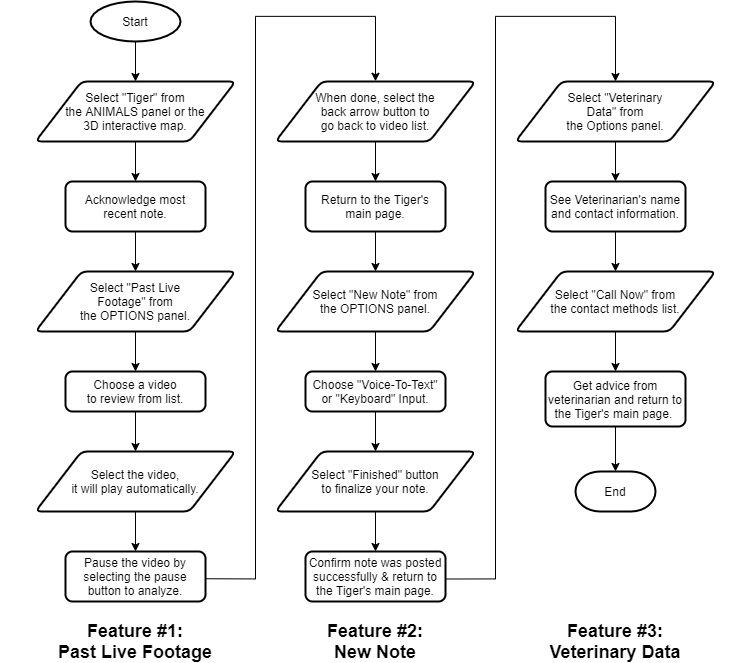 Start
Select "Tiger" from
the ANIMALS panel or the
3D interactive map.
Acknowledge most
recent note.
Select "Past Live
Footage" from
the OPTIONS panel.
Choose a video
to review from list.
Select the video,
it will play automatically.
Pause the video by
selecting the pause
button to analyze.
Feature #1:
Past Live Footage
When done, select the
back arrow button to
go back to video list.
Return to the Tiger's
main page.
Select "New Note" from
the OPTIONS panel.
Choose "Voice-To-Text"
or "Keyboard" Input.
Select "Finished" button
to finalize your note.
Confirm note was posted
successfully & return to
the Tiger's main page.
Feature #2:
New Note
Select "Veterinary
Data" from
the Options panel.
See Veterinarian's name
and contact information.
Select "Call Now" from
the contact methods list.
Get advice from
veterinarian and return to
the Tiger's main page.
End
Feature #3:
Veterinary Data